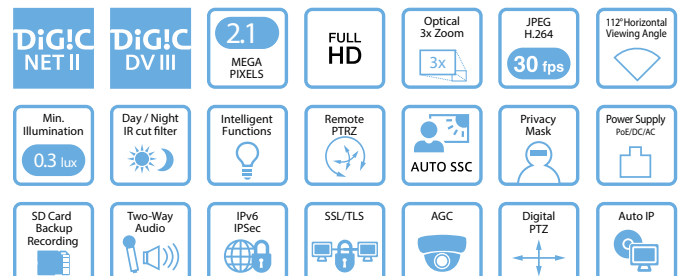 DiG!C
NET II
DiG!C
DV III
2.1
MEGA
PIXELS
FULL
HD
Optical
3x Zoom
3x
JPEG
H.264
30 fps
112° Horizontal
Viewing Angle
Min.
Illumination
0.3 lux
Day / Night
IR cut filter
Intelligent
Functions
Remote
PTRZ
AUTO SSC
Privacy
Mask
Power Supply
PoE/DC/AC
SD Card
Backup
Recording
Two-Way
Audio
IPv6
IPSec
SSL/TLS
AGC
Digital
PTZ
Auto IP